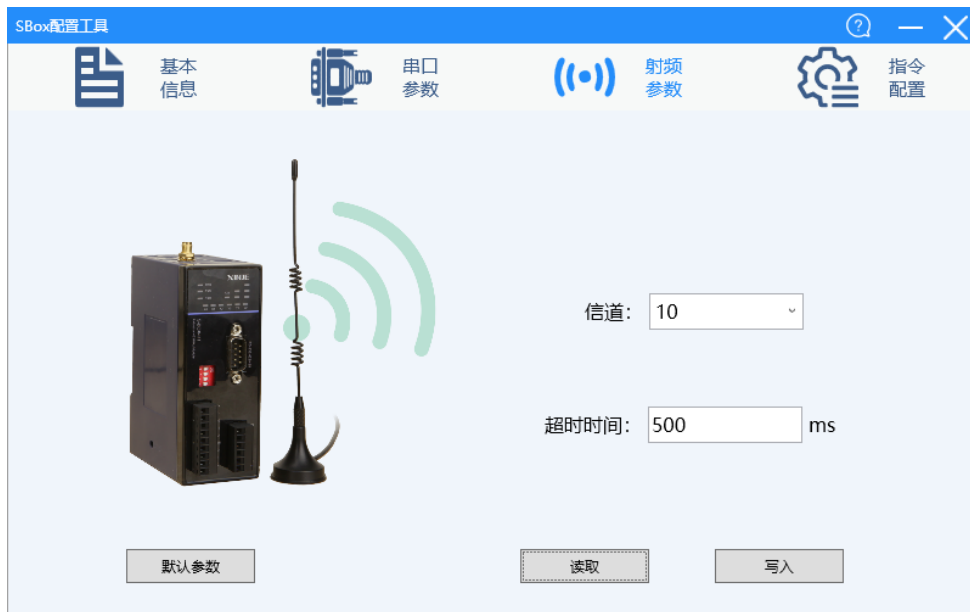 SBox配置工具
基本
信息
串口
参数
射频
参数
指令
配置
信道：
10
超时时间：
500
ms
默认参数
读取
写入